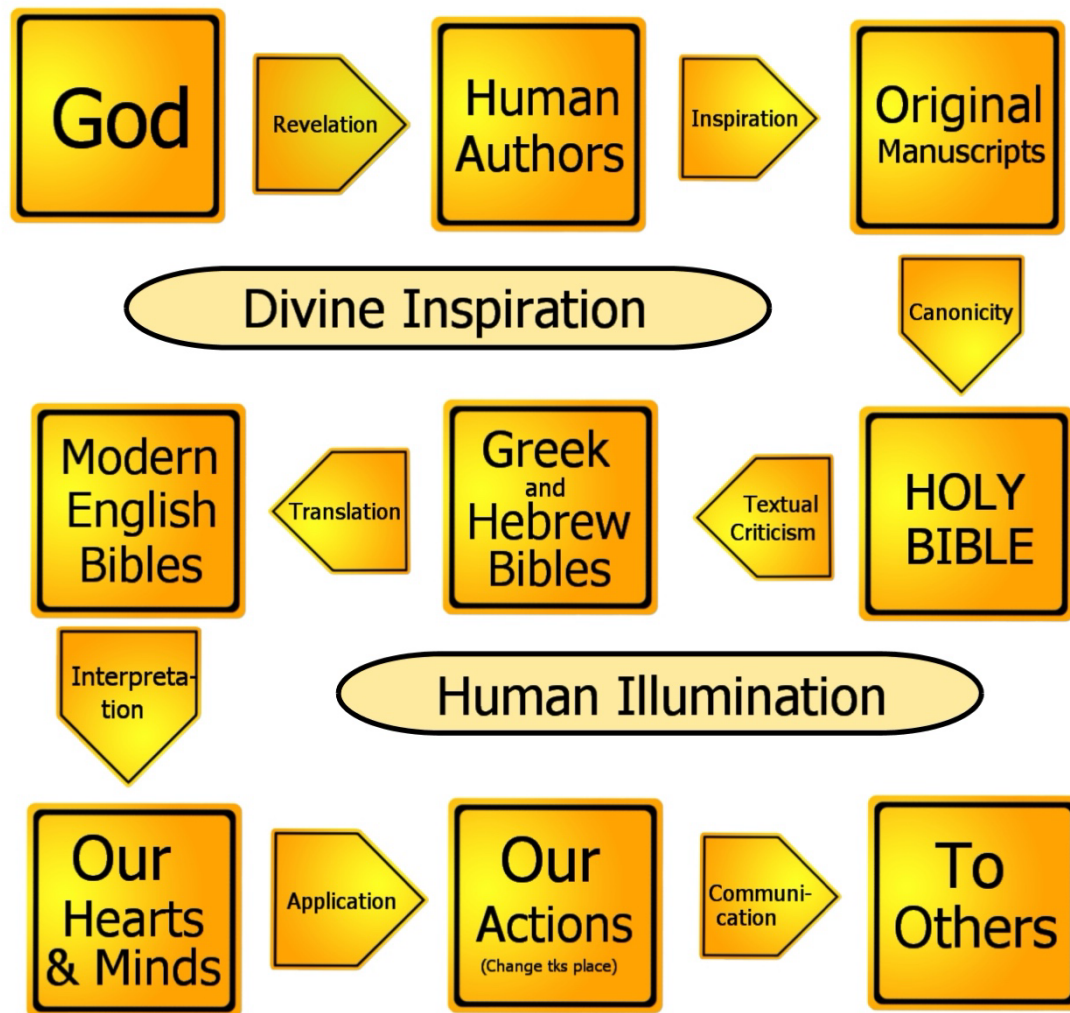 God
Revelation
Human
Authors
Inspiration
Original
Manuscripts
Divine Inspiration
Canonicity
HOLY
BIBLE
Textual
Criticism
Greek
and
Hebrew
Bibles
Translation
Modern
English
Bibles
Interpreta-
tion
Human Illumination
Our
Hearts
& Minds
Application
Our
Actions
(Change tks place)
Communi-
cation
To
Others